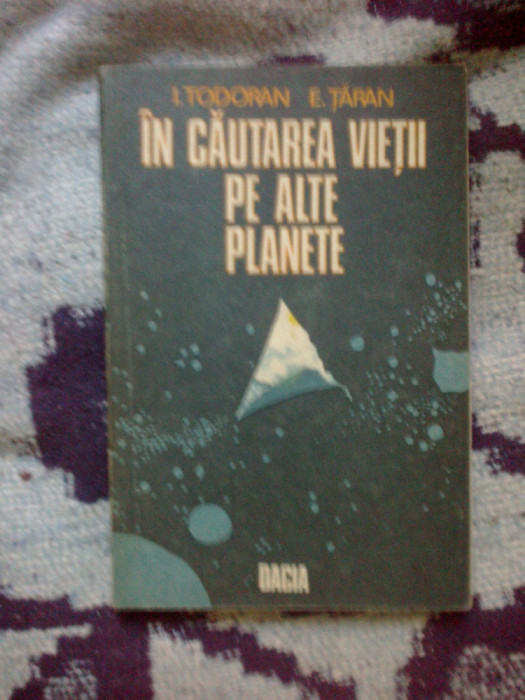 I. TODORAN E. ȚĂRAN
ÎN CĂUTAREA VIEȚII
PE ALTE
PLANETE
DACIA